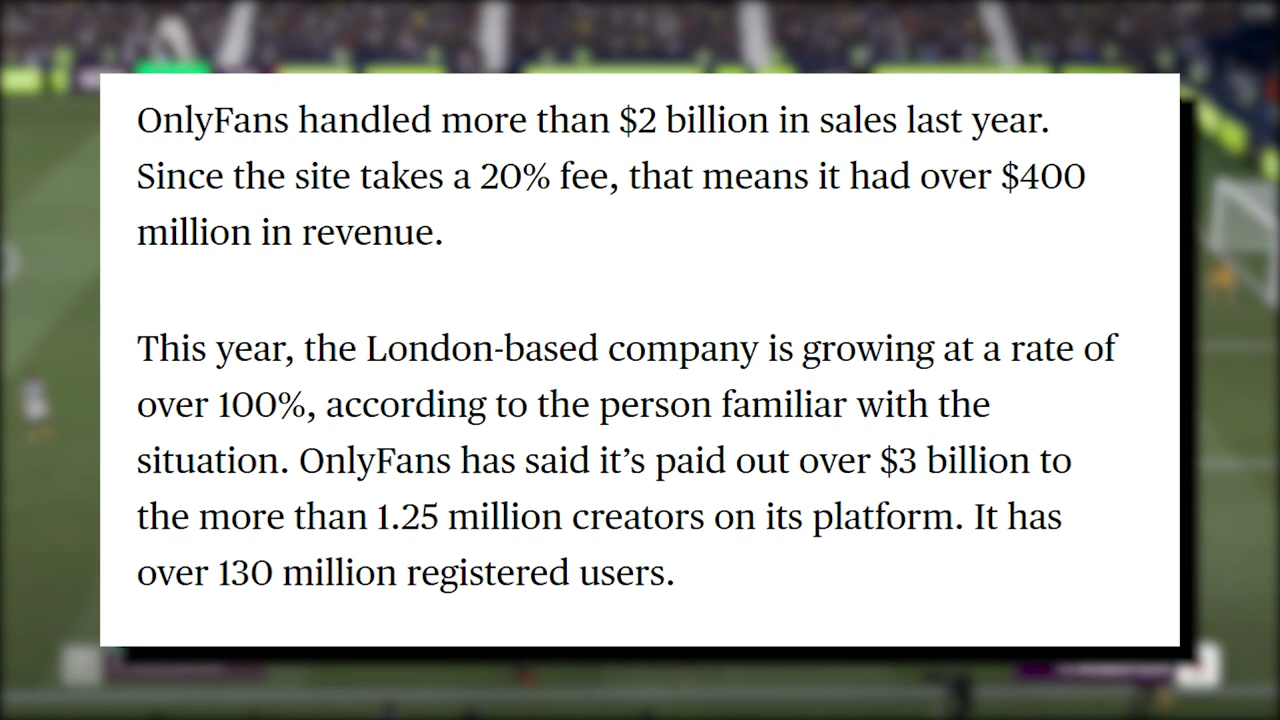 OnlyFans handled more than $2 billion in sales last year.
Since the site takes a 20% fee, that means it had over $400
million in revenue.
This year, the London-based company is growing at a rate of
over 100%, according to the person familiar with the
situation. OnlyFans has said it’s paid out over $3 billion to
the more than 1.25 million creators on its platform. It has
over 130 million registered users.